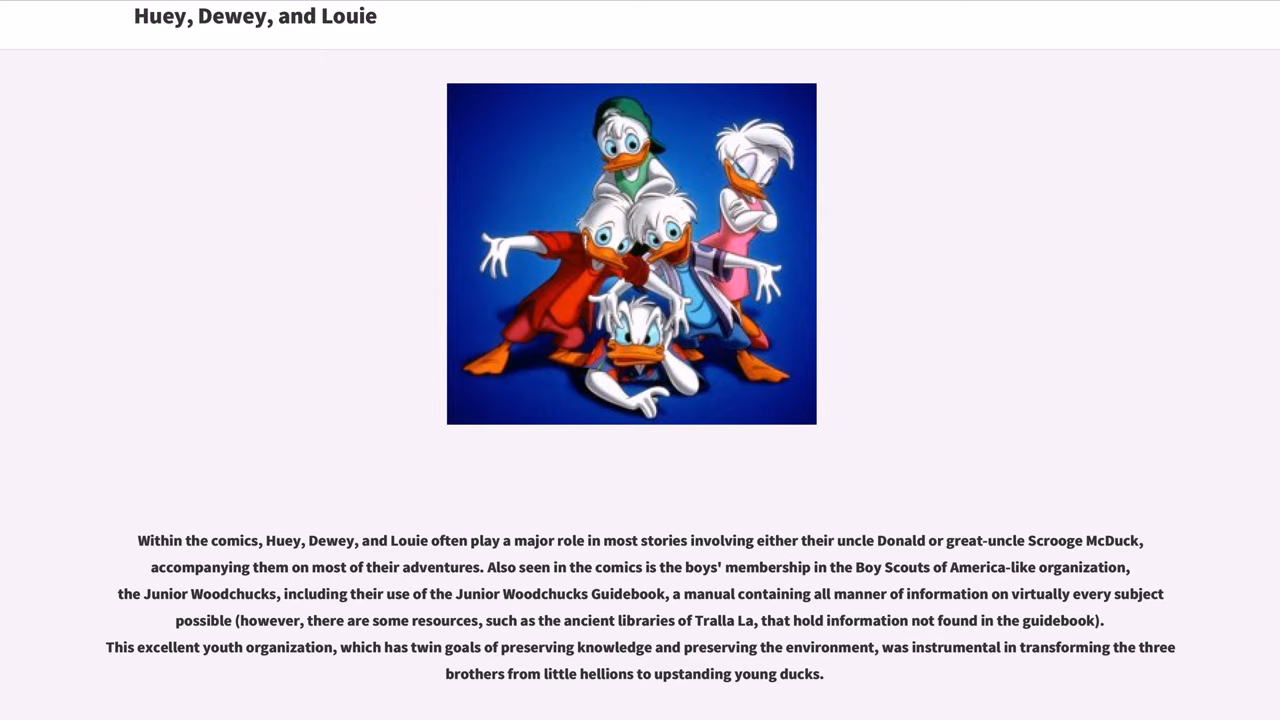 Huey, Dewey, and Louie
Within the comics, Huey, Dewey, and Louie often play a major role in most stories involving either their uncle Donald or great-uncle Scrooge McDuck,
accompanying them on most of their adventures. Also seen in the comics is the boys' membership in the Boy Scouts of America-like organization,
the Junior Woodchucks, including their use of the Junior Woodchucks Guidebook, a manual containing all manner of information on virtually every subject
possible (however, there are some resources, such as the ancient libraries of Tralla La, that hold information not found in the guidebook).
This excellent youth organization, which has twin goals of preserving knowledge and preserving the environment, was instrumental in transforming the three
brothers from little hellions to upstanding young ducks.